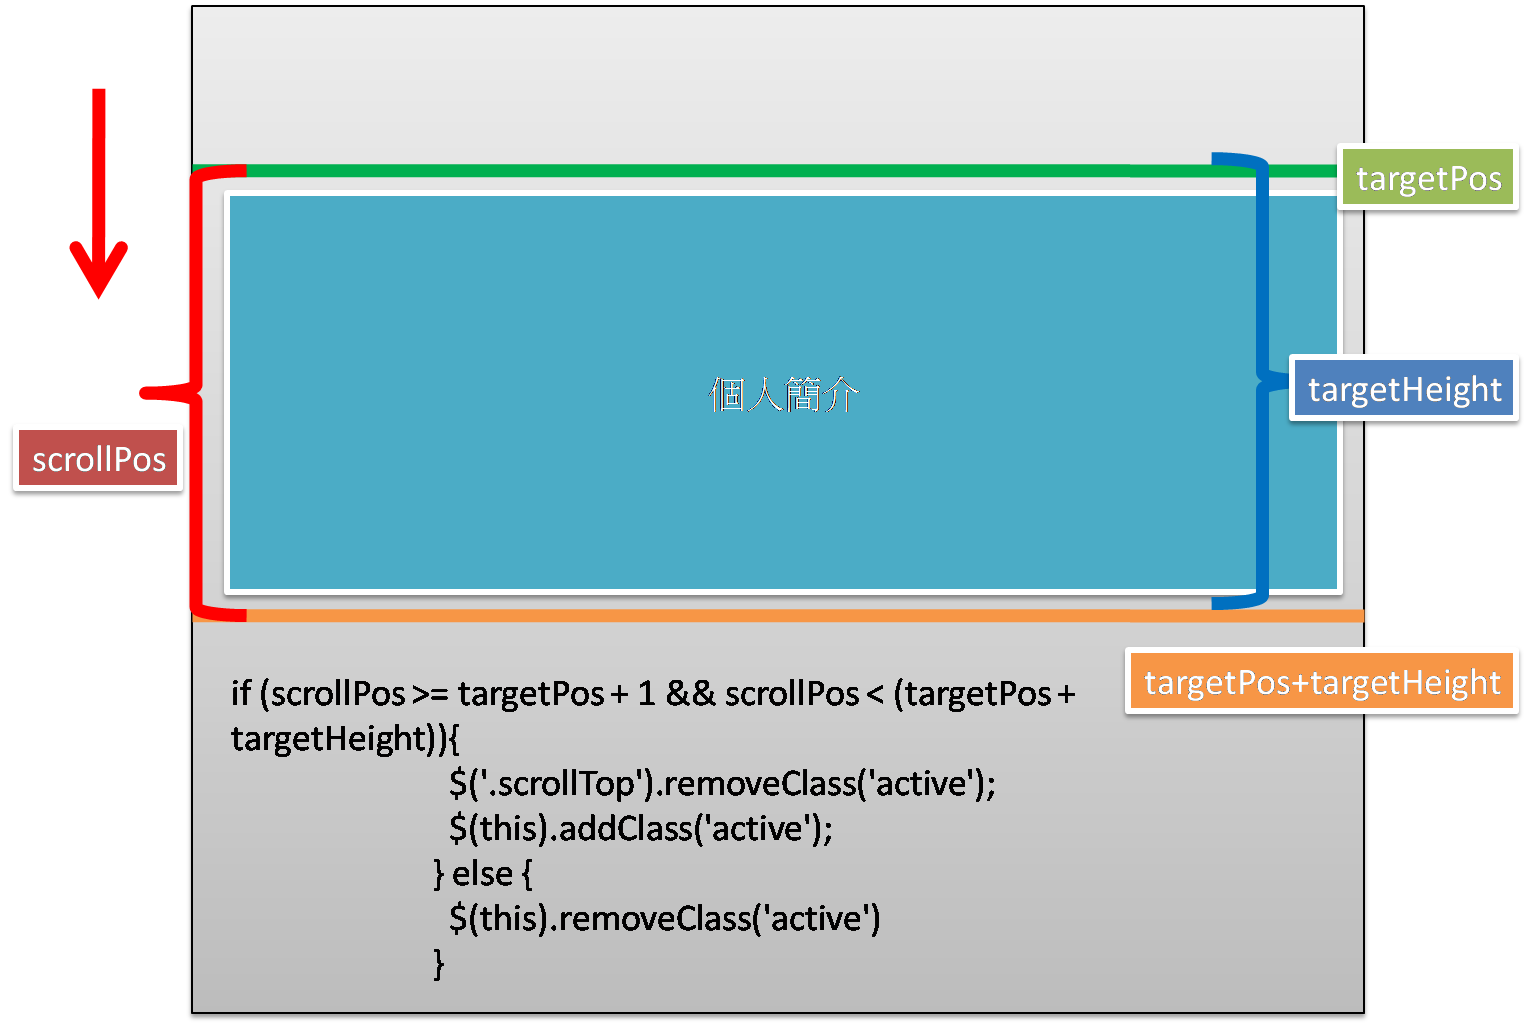 targetPos
個人簡介
targetHeight
scrollPos
targetPos+targetHeight
if (scrollPos >= targetPos + 1 && scrollPos < (targetPos +
targetHeight)){
$('.scrollTop').removeClass('active');
$(this).addClass('active');
} else {
$(this).removeClass('active')
}